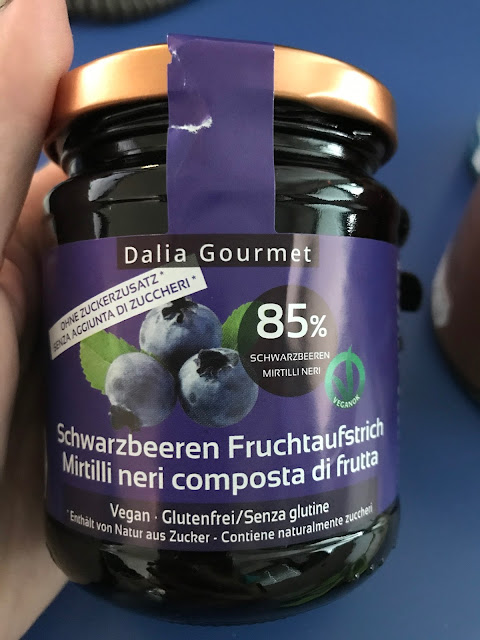 Dalia Gourmet
OHNE ZUCKERZUSATZ*
SENZA AGGIUNTA DI ZUCCHERI *
85%
SCHWARZBEEREN
MIRTILLI NERI
VEGANOK
Schwarzbeeren Fruchtaufstrich
Mirtilli neri composta di frutta
Vegan · Glutenfrei/Senza glutine
*Enthält von Natur aus Zucker - Contiene naturalmente zuccheri